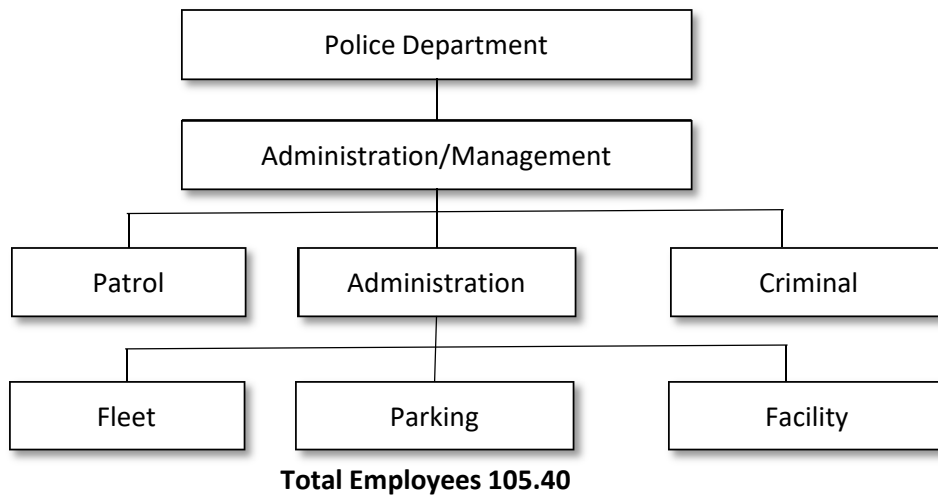 Police Department
Administration/Management
Patrol
Administration
Criminal
Fleet
Parking
Facility
Total Employees 105.40